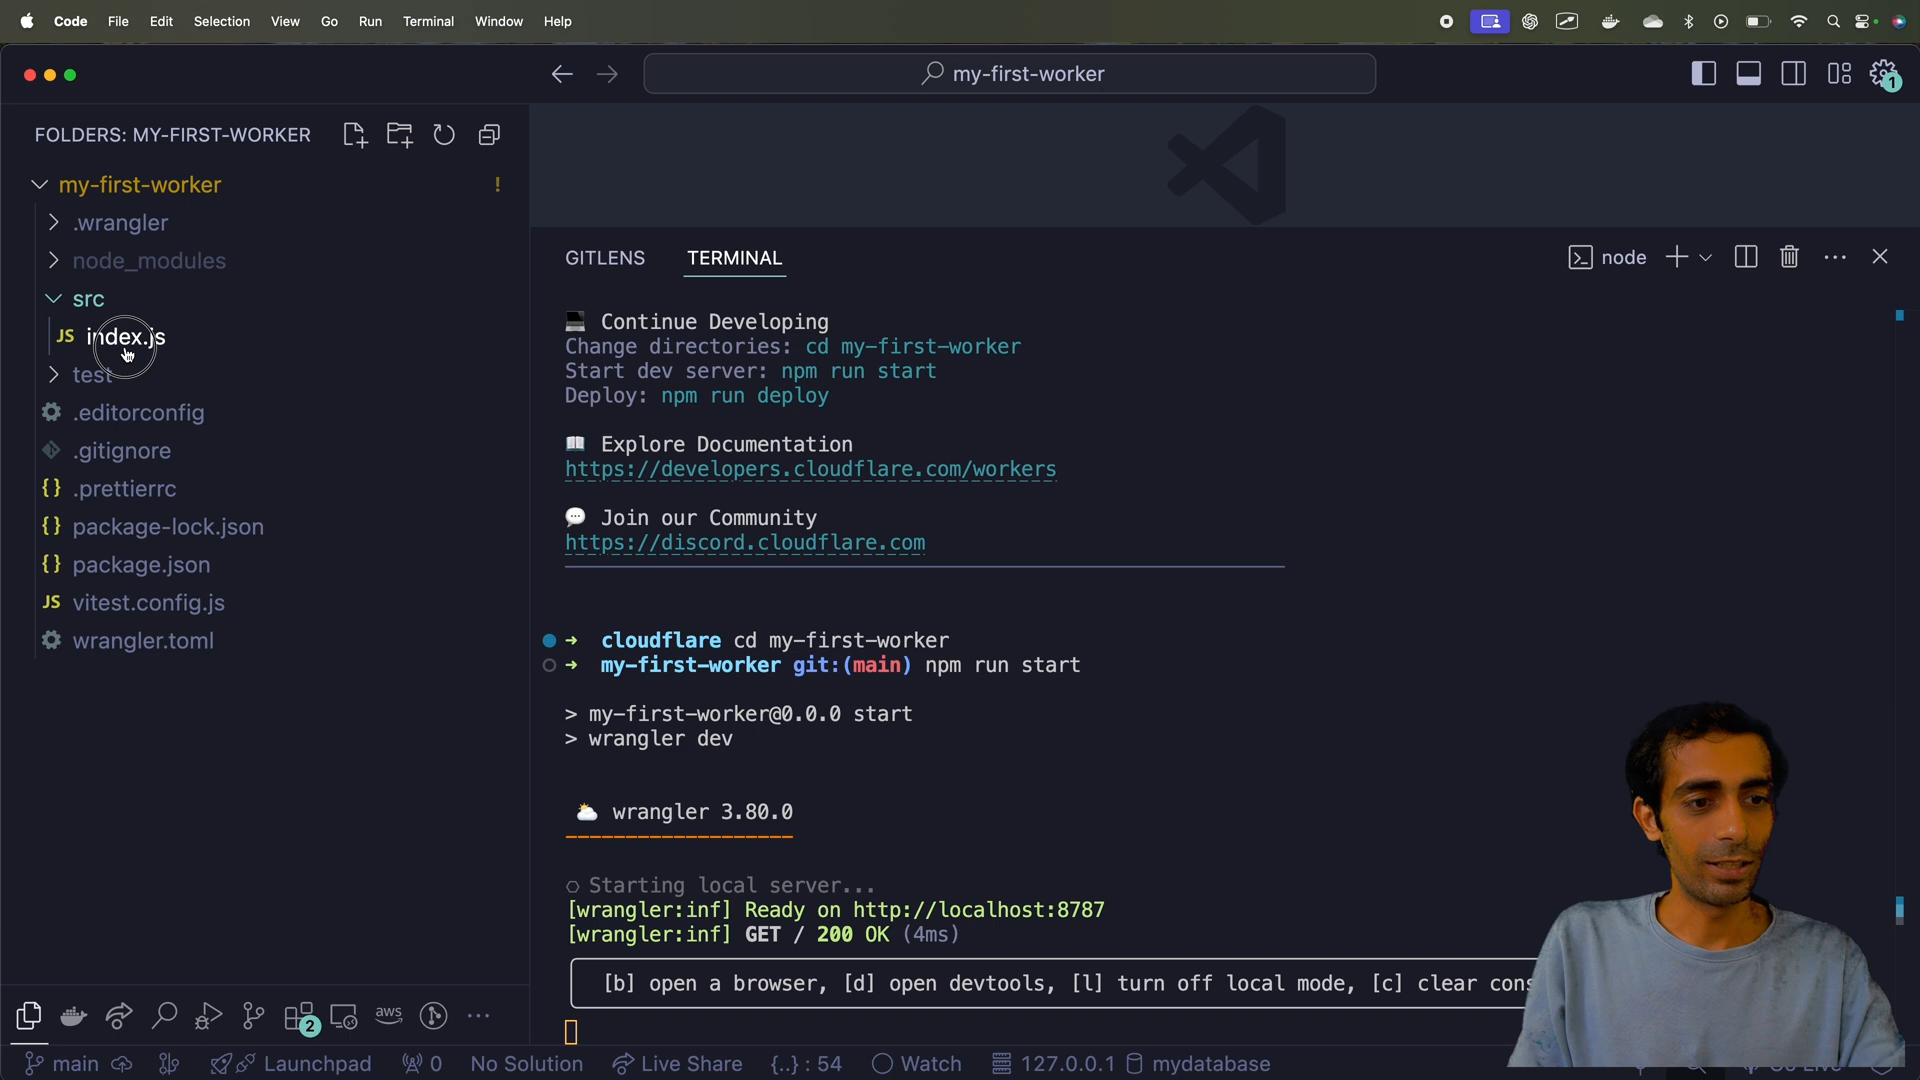 Code File Edit Selection View Go Run Terminal Window Help
my-first-worker
1
FOLDERS: MY-FIRST-WORKER
my-first-worker !
.wrangler
node_modules
src
JS index.js
test
.editorconfig
.gitignore
{} .prettierrc
{} package-lock.json
{} package.json
JS vitest.config.js
wrangler.toml
GITLENS TERMINAL
node
Continue Developing
Change directories: cd my-first-worker
Start dev server: npm run start
Deploy: npm run deploy
Explore Documentation
https://developers.cloudflare.com/workers
Join our Community
https://discord.cloudflare.com
➜ cloudflare cd my-first-worker
➜ my-first-worker git:(main) npm run start
> my-first-worker@0.0.0 start
> wrangler dev
wrangler 3.80.0
Starting local server...
[wrangler:inf] Ready on http://localhost:8787
[wrangler:inf] GET / 200 OK (4ms)
[b] open a browser, [d] open devtools, [l] turn off local mode, [c] clear cons
2
aws
main Launchpad 0 No Solution Live Share {..} : 54 Watch 127.0.0.1 mydatabase